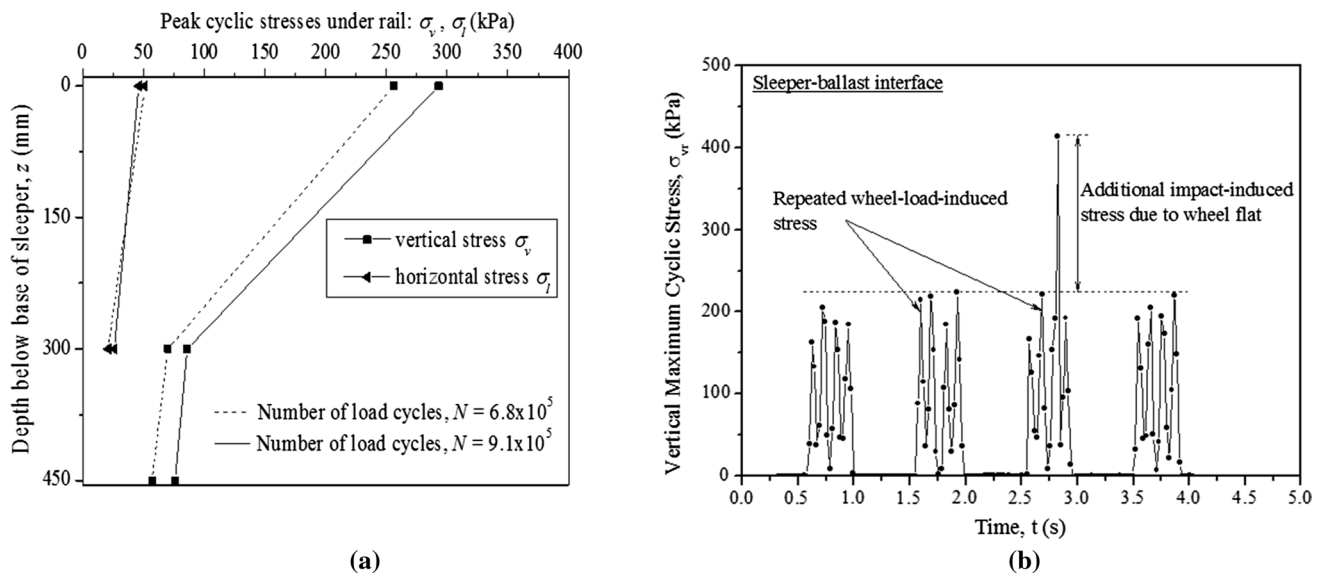 Peak cyclic stresses under rail: σv , σl (kPa)
0 50 100 150 200 250 300 350 400
Depth below base of sleeper, z (mm)
0
150
300
450
vertical stress σv
horizontal stress σl
Number of load cycles, N = 6.8x10⁵
Number of load cycles, N = 9.1x10⁵
(a)
Vertical Maximum Cyclic Stress, σvr (kPa)
500
400
300
200
100
0
Sleeper-ballast interface
Repeated wheel-load-induced
stress
Additional impact-induced
stress due to wheel flat
0.0 0.5 1.0 1.5 2.0 2.5 3.0 3.5 4.0 4.5 5.0
Time, t (s)
(b)